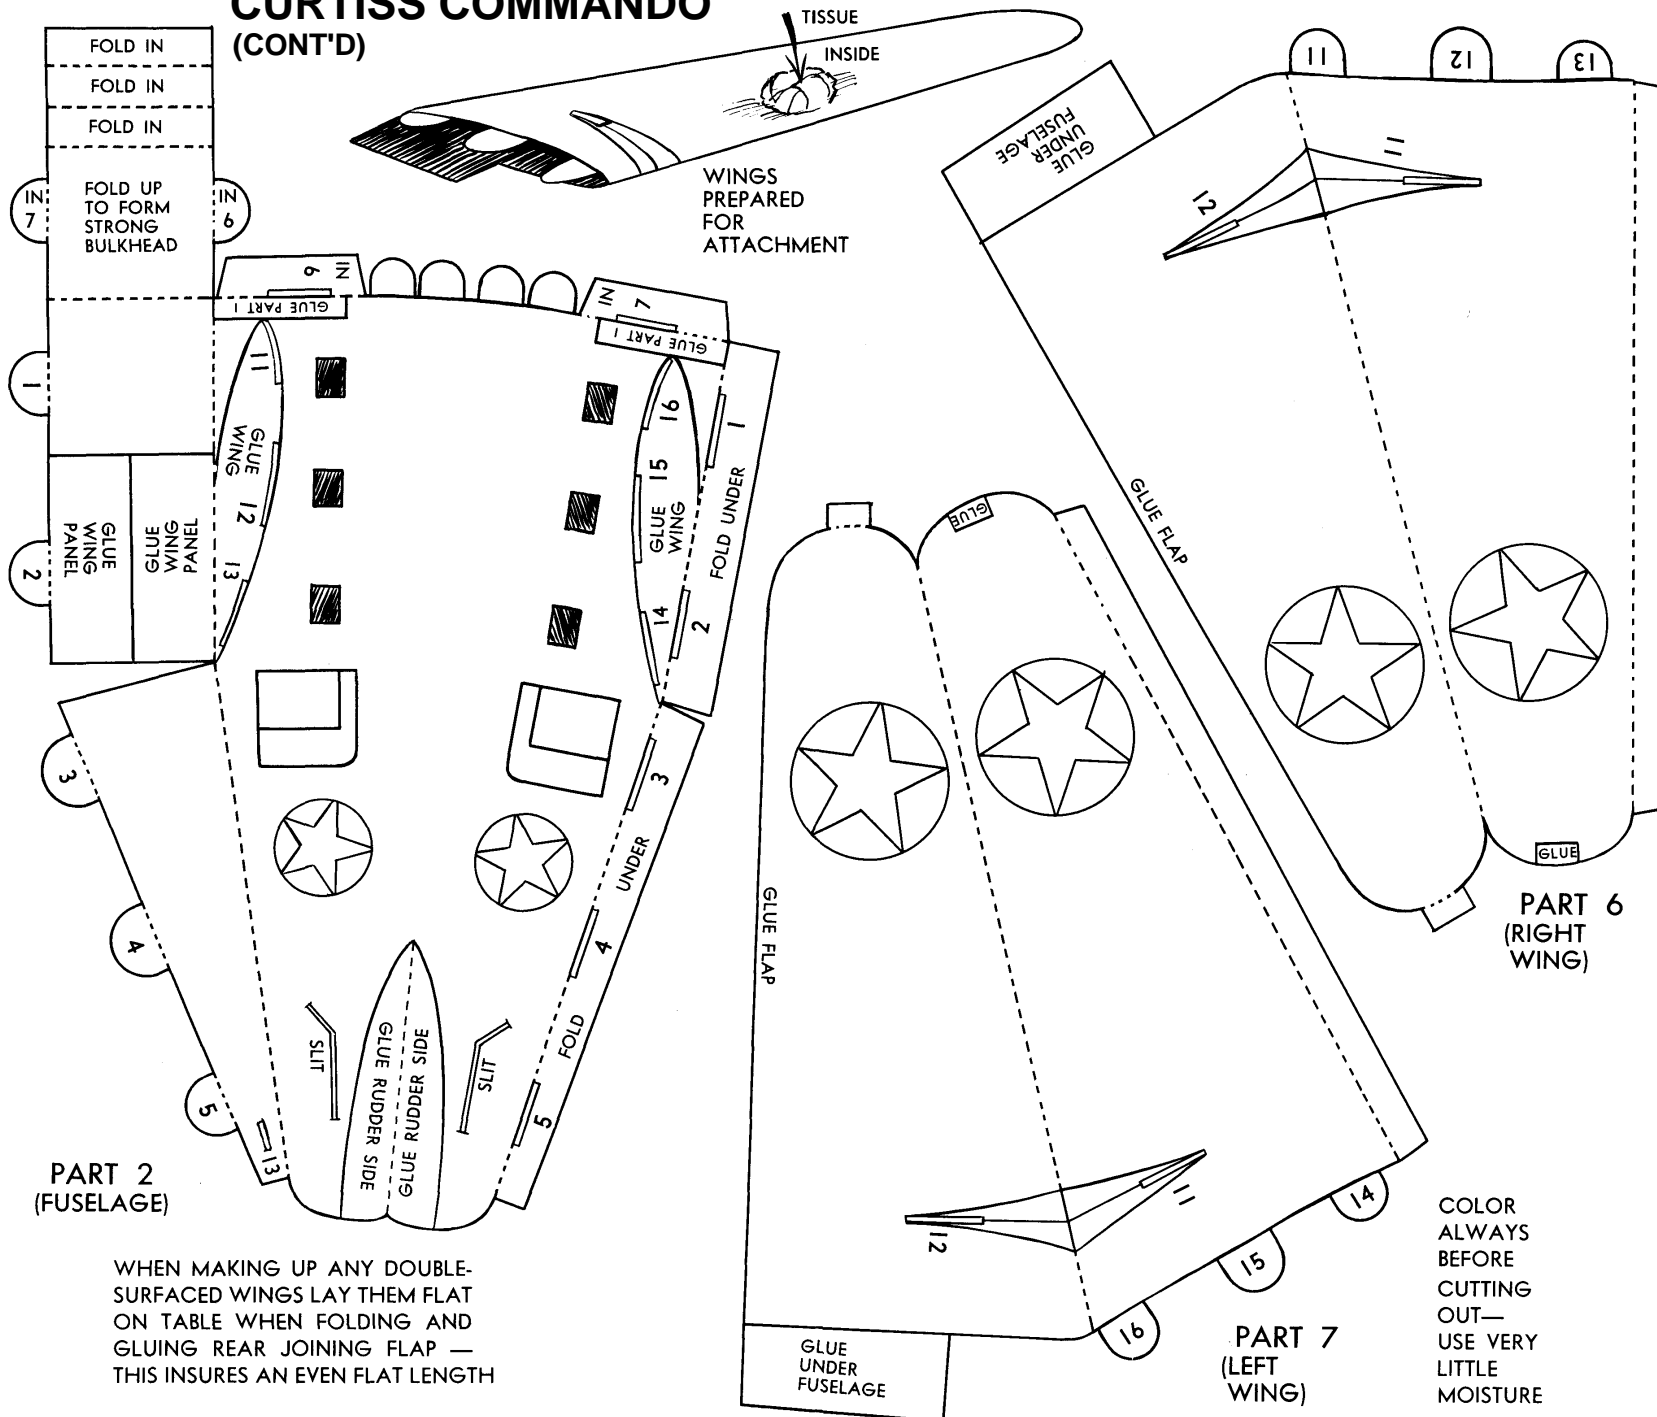 CURTISS COMMANDO
(CONT'D)
FOLD IN
FOLD IN
FOLD IN
IN
7
FOLD UP
TO FORM
STRONG
BULKHEAD
IN
6
TISSUE
INSIDE
WINGS
PREPARED
FOR
ATTACHMENT
11
12
13
GLUE
UNDER
FUSELAGE
11
12
6
IN
GLUE PART 1
IN
7
GLUE PART 1
1
2
GLUE
WING
PANEL
GLUE
WING
PANEL
11
GLUE
WING
12
13
16
15
GLUE
WING
14
1
FOLD UNDER
2
3
4
5
13
3
UNDER
4
FOLD
5
SLIT
SLIT
GLUE RUDDER SIDE
GLUE RUDDER SIDE
PART 2
(FUSELAGE)
WHEN MAKING UP ANY DOUBLE-
SURFACED WINGS LAY THEM FLAT
ON TABLE WHEN FOLDING AND
GLUING REAR JOINING FLAP —
THIS INSURES AN EVEN FLAT LENGTH
GLUE FLAP
GLUE
PART 6
(RIGHT
WING)
GLUE
GLUE FLAP
12
11
14
15
16
GLUE
UNDER
FUSELAGE
PART 7
(LEFT
WING)
COLOR
ALWAYS
BEFORE
CUTTING
OUT—
USE VERY
LITTLE
MOISTURE